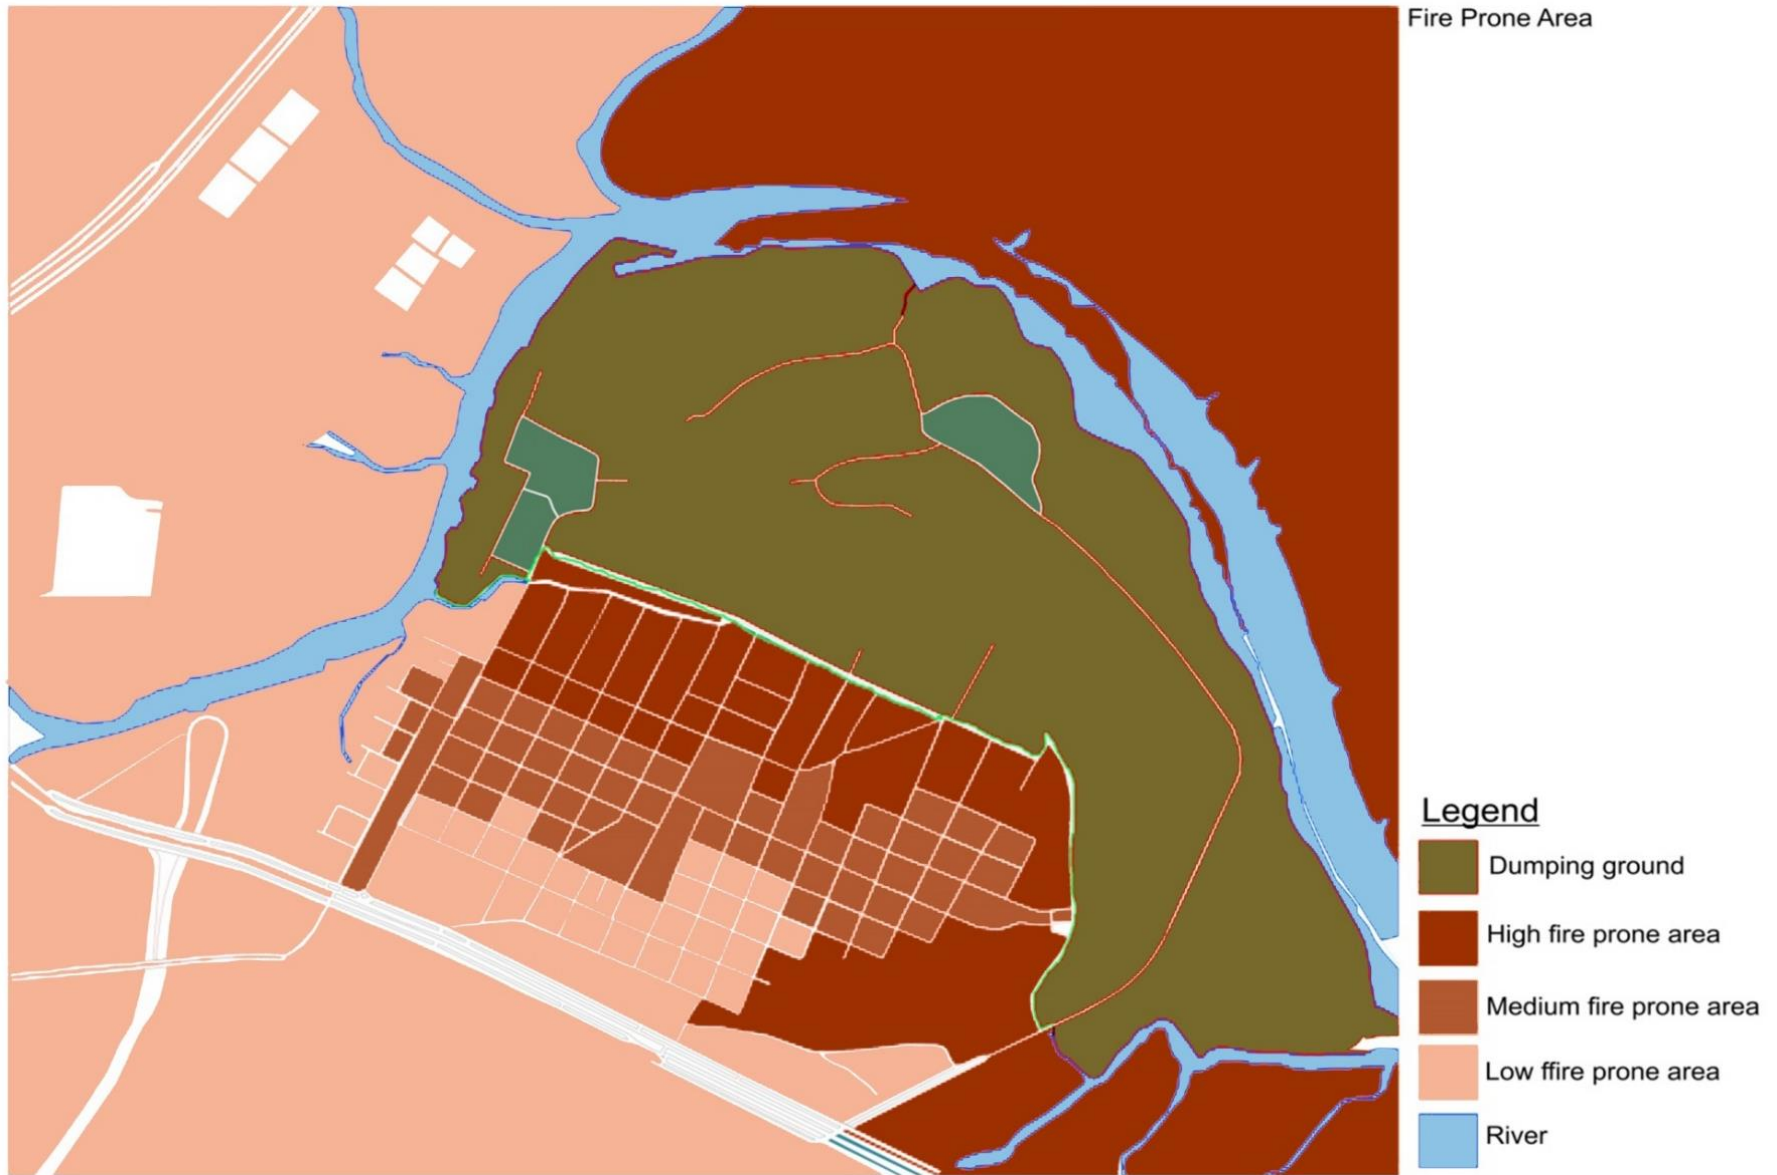 Fire Prone Area
Legend
Dumping ground
High fire prone area
Medium fire prone area
Low ffire prone area
River